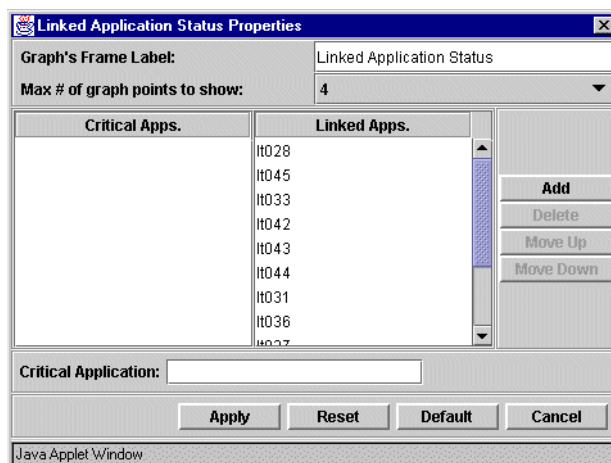 Linked Application Status Properties
Graph's Frame Label: Linked Application Status
Max # of graph points to show: 4
Critical Apps. Linked Apps.
lt028
lt045
lt033
lt042
lt043
lt044
lt031
lt036
Add
Delete
Move Up
Move Down
Critical Application:
Apply Reset Default Cancel
Java Applet Window